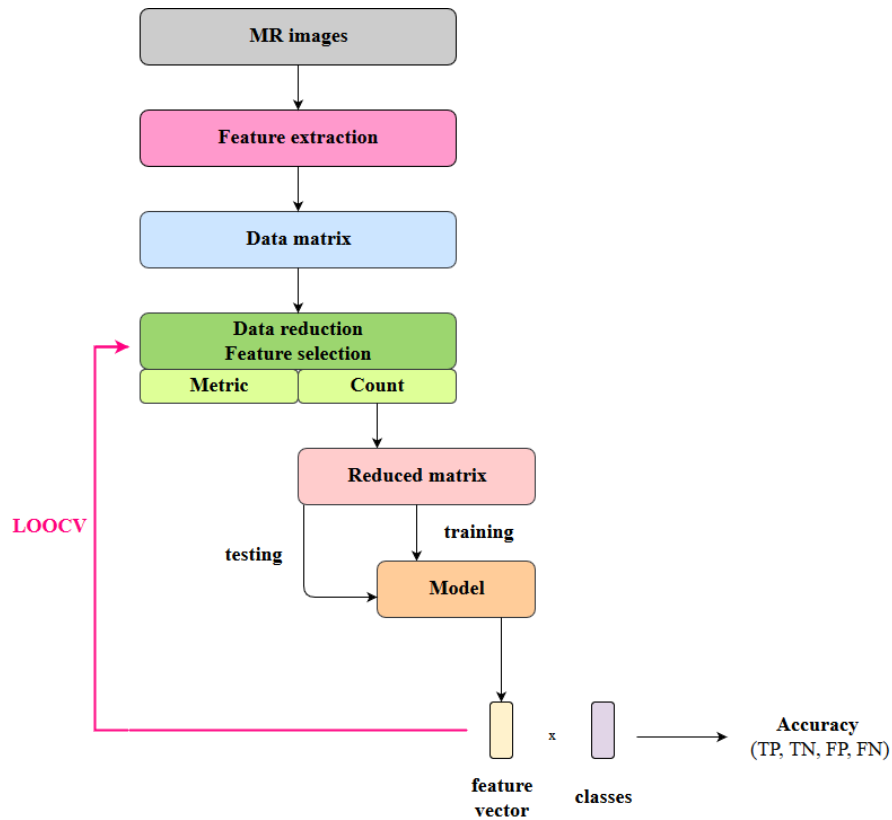 MR images
Feature extraction
Data matrix
Data reduction
Feature selection
Metric
Count
Reduced matrix
LOOCV
training
testing
Model
x
Accuracy
(TP, TN, FP, FN)
feature
vector
classes